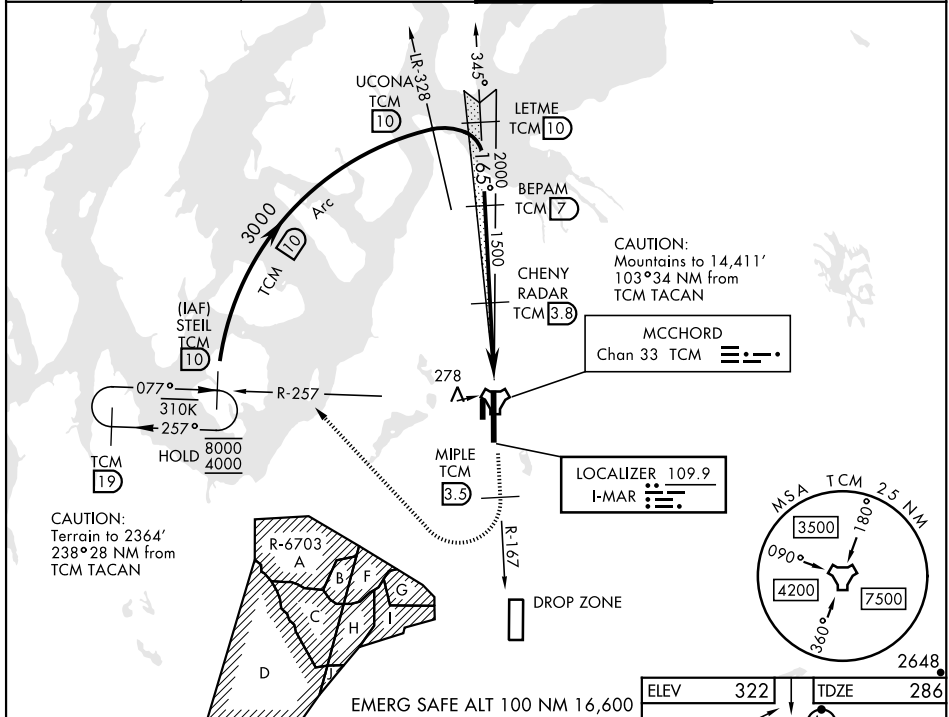 LR-328
345°
UCONA
TCM
10
LETME
TCM 10
2000
165°
BEPAM
TCM 7
1500
3000
Arc
TCM
10
CAUTION:
Mountains to 14,411'
103°34 NM from
TCM TACAN
CHENY
RADAR
TCM 3.8
(IAF)
STEIL
TCM
10
MCCHORD
Chan 33 TCM
077°
310K
257°
R-257
278
HOLD 8000
4000
TCM
19
MIPLE
TCM
3.5
LOCALIZER 109.9
I-MAR
CAUTION:
Terrain to 2364'
238°28 NM from
TCM TACAN
R-167
MSA TCM 25 NM
3500
180°
090°
4200
7500
360°
R-6703
A
B
F
G
C
H
I
D
J
DROP ZONE
2648
EMERG SAFE ALT 100 NM 16,600
ELEV 322
TDZE 286